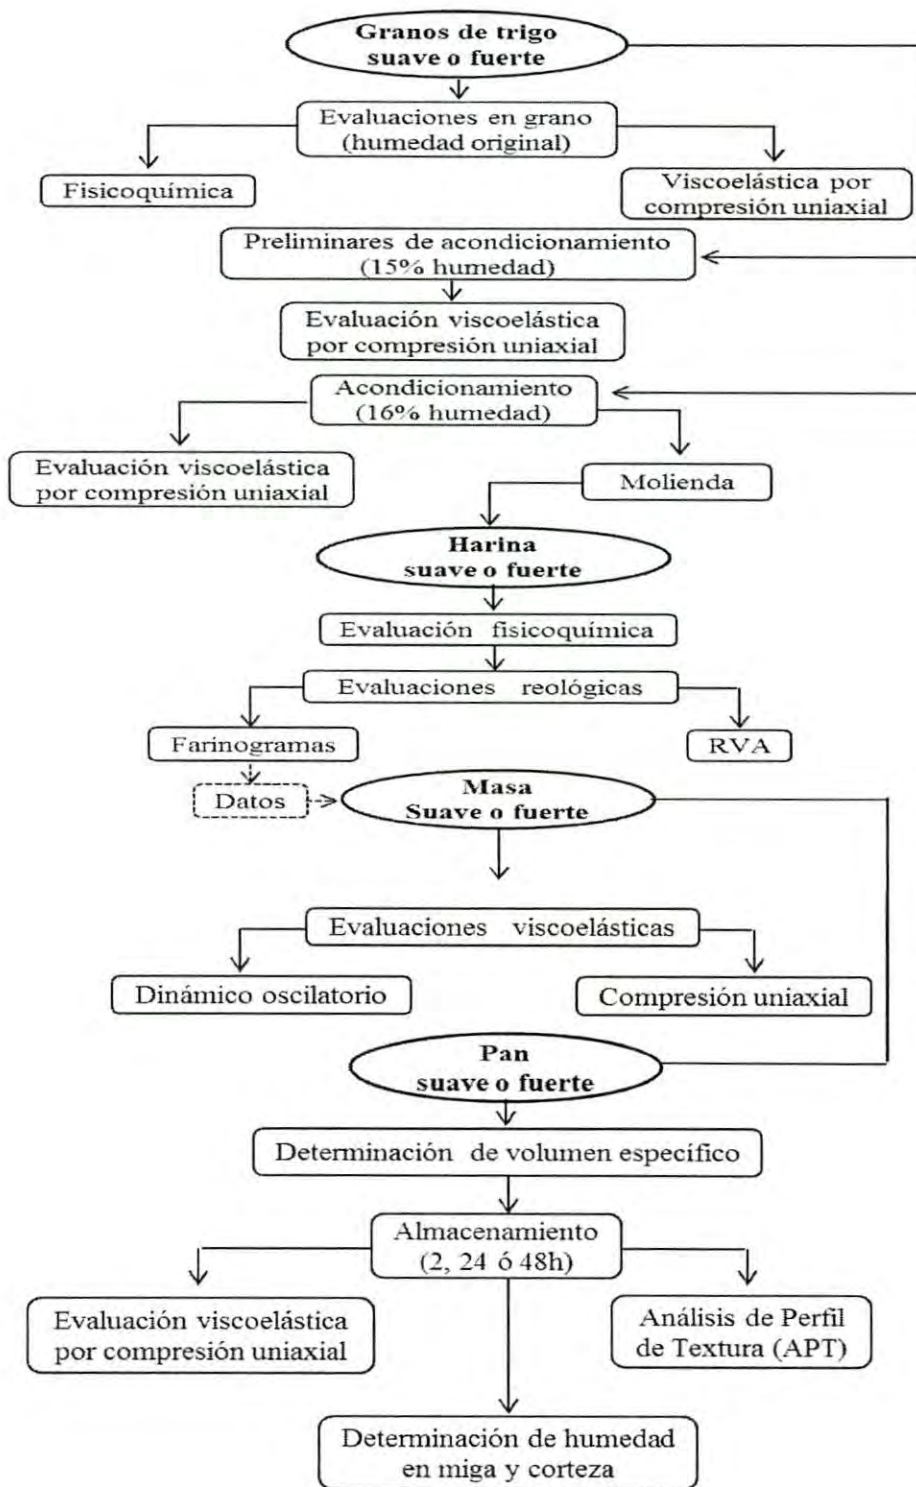 Granos de trigo
suave o fuerte
Evaluaciones en grano
(humedad original)
Fisicoquímica
Viscoelástica por
compresión uniaxial
Preliminares de acondicionamiento
(15% humedad)
Evaluación viscoelástica
por compresión uniaxial
Acondicionamiento
(16% humedad)
Evaluación viscoelástica
por compresión uniaxial
Molienda
Harina
suave o fuerte
Evaluación fisicoquímica
Evaluaciones reológicas
Farinogramas
RVA
Datos
Masa
Suave o fuerte
Evaluaciones viscoelásticas
Dinámico oscilatorio
Compresión uniaxial
Pan
suave o fuerte
Determinación de volumen específico
Almacenamiento
(2, 24 ó 48h)
Evaluación viscoelástica
por compresión uniaxial
Análisis de Perfil
de Textura (APT)
Determinación de humedad
en miga y corteza